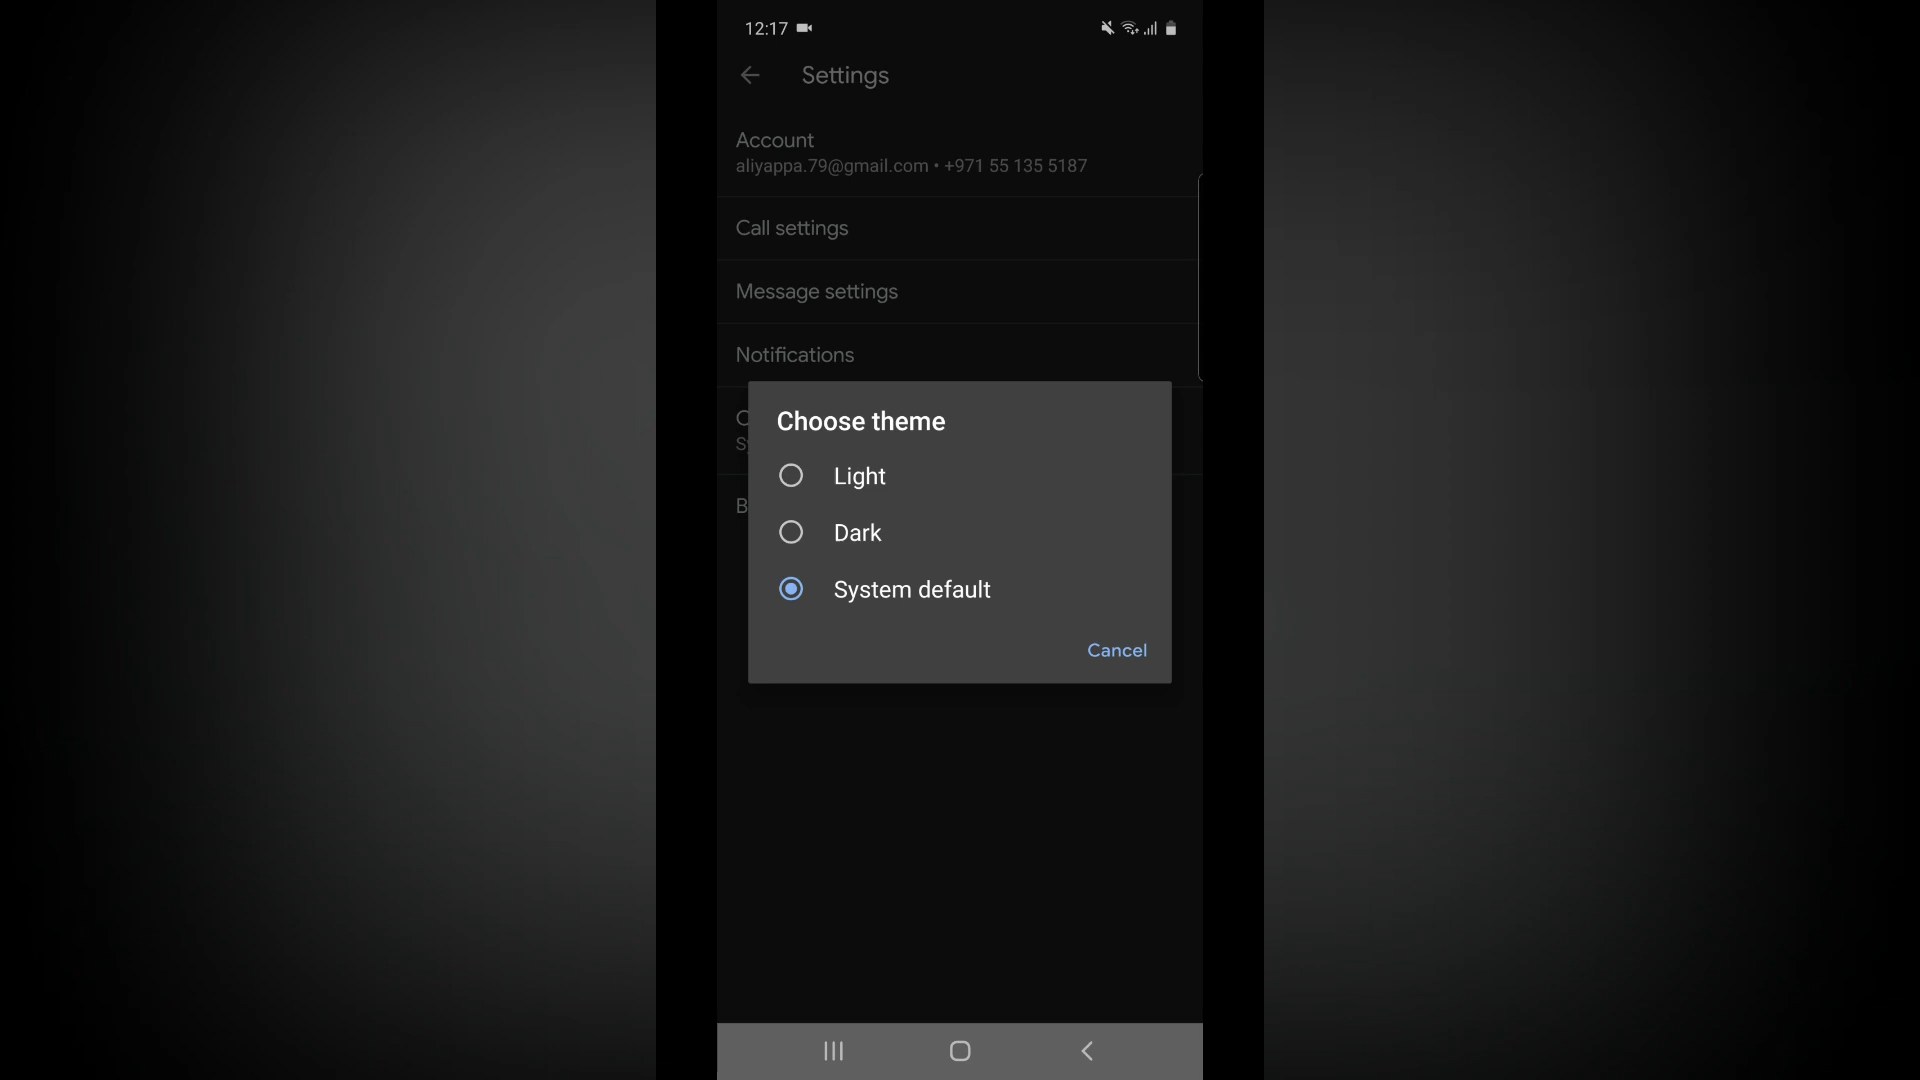 12:17
Settings
Account
aliyappa.79@gmail.com • +971 55 135 5187
Call settings
Message settings
Notifications
Choose theme
Light
Dark
System default
Cancel